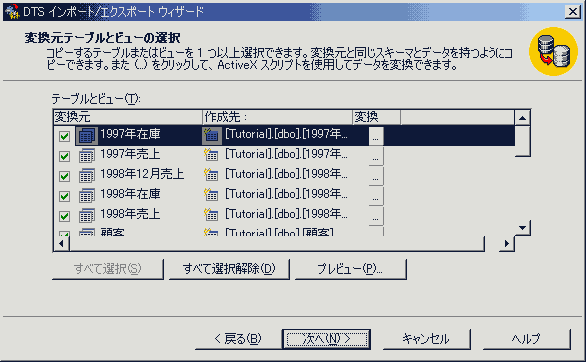 DTS インポート/エクスポート ウィザード
変換元テーブルとビューの選択
コピーするテーブルまたはビューを 1 つ以上選択できます。変換元と同じスキーマとデータを持つようにコ
ピーできます。また (...) をクリックして、ActiveX スクリプトを使用してデータを変換できます。
テーブルとビュー(T):
変換元 作成先 : 変換
1997年在庫 [Tutorial].[dbo].[1997年... ...
1997年売上 [Tutorial].[dbo].[1997年... ...
1998年12月売上 [Tutorial].[dbo].[1998年... ...
1998年在庫 [Tutorial].[dbo].[1998年... ...
1998年売上 [Tutorial].[dbo].[1998年... ...
顧客 [Tutorial].[dbo].[顧客]
すべて選択(S) すべて選択解除(D) プレビュー(P)...
< 戻る(B) 次へ(N) > キャンセル ヘルプ